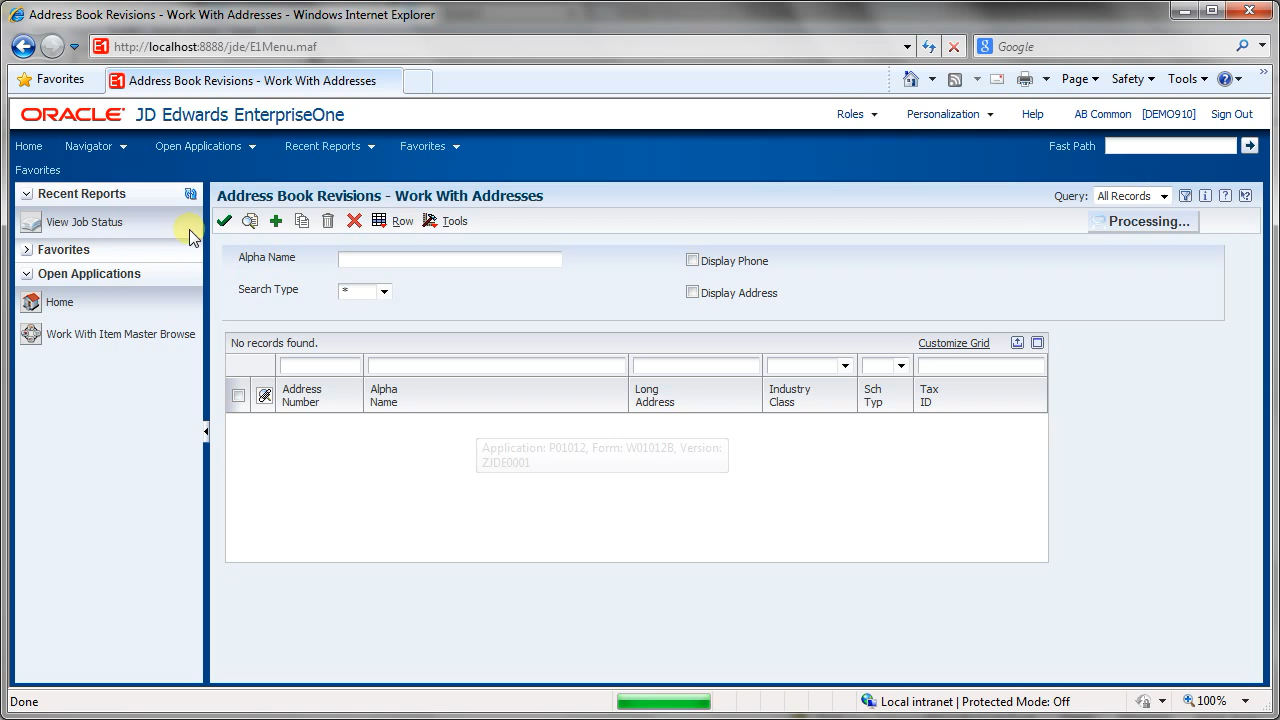 Address Book Revisions - Work With Addresses - Windows Internet Explorer
http://localhost:8888/jde/E1Menu.maf
Google
Favorites
Address Book Revisions - Work With Addresses
Page Safety Tools
ORACLE JD Edwards EnterpriseOne
Roles Personalization Help AB Common [DEMO910] Sign Out
Home Navigator Open Applications Recent Reports Favorites Fast Path
Favorites
Recent Reports
View Job Status
Favorites
Open Applications
Home
Work With Item Master Browse
Address Book Revisions - Work With Addresses
Query: All Records
Row Tools
Processing...
Alpha Name
Display Phone
Search Type *
Display Address
No records found.
Customize Grid
Address Number
Alpha Name
Long Address
Industry Class
Sch Typ
Tax ID
Application: P01012, Form: W01012B, Version:
ZJDE0001
Done
Local intranet | Protected Mode: Off
100%